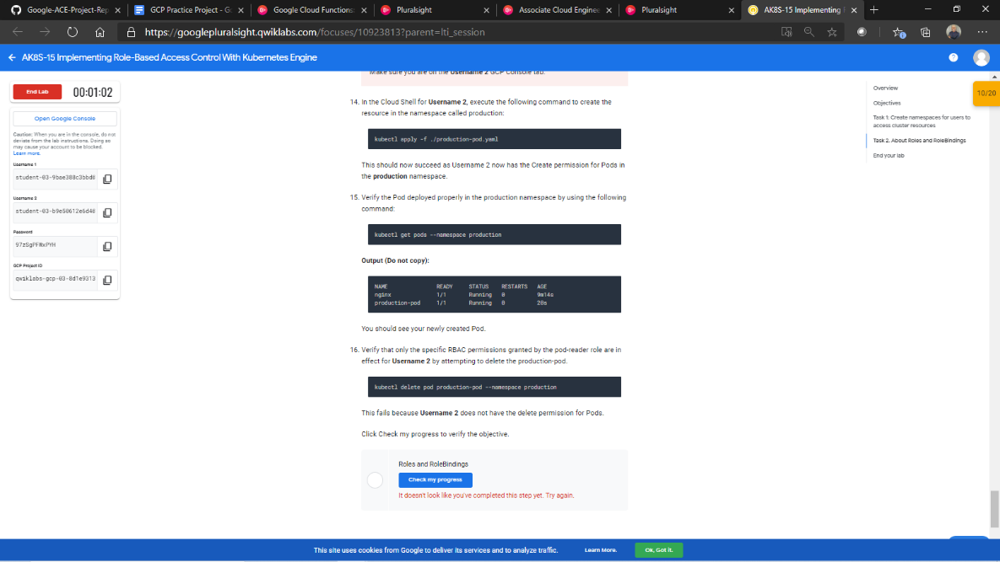 Google-ACE-Project-Rep
GCP Practice Project - Go
Google Cloud Functions
Pluralsight
Associate Cloud Enginee
Pluralsight
AK8S-15 Implementing
https://googlepluralsight.qwiklabs.com/focuses/10923813?parent=lti_session
AK8S-15 Implementing Role-Based Access Control With Kubernetes Engine
End Lab
00:01:02
Open Google Console
Caution: When you are in the console, do not
deviate from the lab instructions. Doing so
may cause your account to be blocked.
Learn more.
Username 1
student-03-9bae388c3bbd8
Username 2
student-03-b9e50612e6d4d
Password
97zSgPFWxPYH
GCP Project ID
qwiklabs-gcp-03-8d1e9313
Make sure you are on the Username 2 GCP Console tab.
14. In the Cloud Shell for Username 2, execute the following command to create the
resource in the namespace called production:
kubectl apply -f ./production-pod.yaml
This should now succeed as Username 2 now has the Create permission for Pods in
the production namespace.
15. Verify the Pod deployed properly in the production namespace by using the following
command:
kubectl get pods --namespace production
Output (Do not copy):
NAME READY STATUS RESTARTS AGE
nginx 1/1 Running 0 9m14s
production-pod 1/1 Running 0 20s
You should see your newly created Pod.
16. Verify that only the specific RBAC permissions granted by the pod-reader role are in
effect for Username 2 by attempting to delete the production-pod.
kubectl delete pod production-pod --namespace production
This fails because Username 2 does not have the delete permission for Pods.
Click Check my progress to verify the objective.
Roles and RoleBindings
Check my progress
It doesn't look like you've completed this step yet. Try again.
Overview
Objectives
Task 1: Create namespaces for users to
access cluster resources
Task 2. About Roles and RoleBindings
End your lab
10/20
This site uses cookies from Google to deliver its services and to analyze traffic.
Learn More.
Ok, Got it.